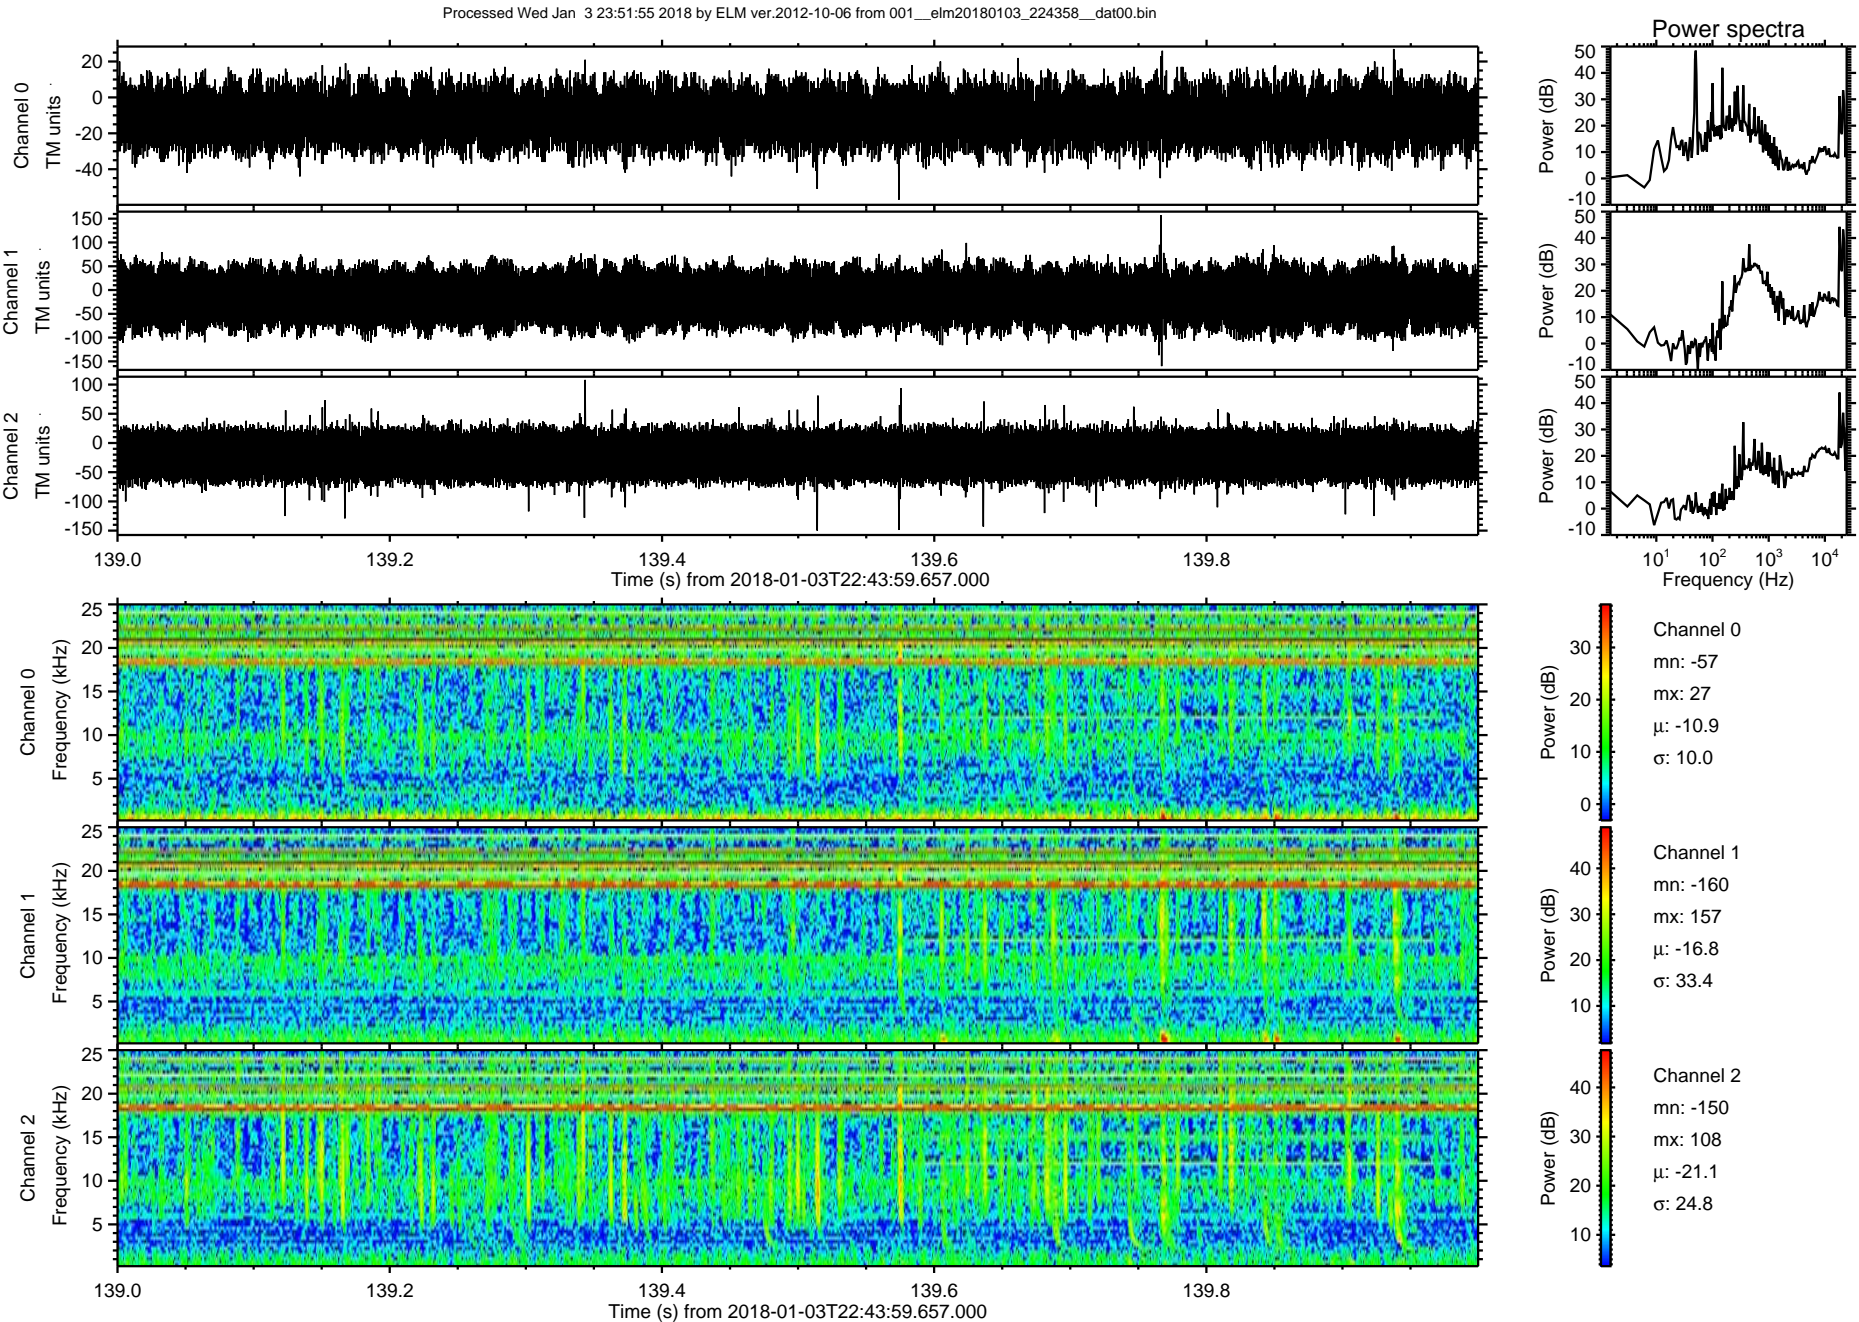 Processed Wed Jan  3 23:51:55 2018 by ELM ver.2012-10-06 from 001__elm20180103_224358__dat00.bin
Power spectra
Channel 0
TM units
20
0
-20
-40
Power (dB)
50
40
30
20
10
0
-10
Channel 1
TM units
150
100
50
0
-50
-100
-150
Power (dB)
50
40
30
20
10
0
-10
Channel 2
TM units
100
50
0
-50
-100
-150
Power (dB)
50
40
30
20
10
0
-10
139.0 139.2 139.4 139.6 139.8
Time (s) from 2018-01-03T22:43:59.657.000
10^1 10^2 10^3 10^4
Frequency (Hz)
Channel 0
Frequency (kHz)
25
20
15
10
5
Power (dB)
30
20
10
0
Channel 0
mn: -57
mx: 27
μ: -10.9
σ: 10.0
Channel 1
Frequency (kHz)
25
20
15
10
5
Power (dB)
40
30
20
10
Channel 1
mn: -160
mx: 157
μ: -16.8
σ: 33.4
Channel 2
Frequency (kHz)
25
20
15
10
5
Power (dB)
40
30
20
10
Channel 2
mn: -150
mx: 108
μ: -21.1
σ: 24.8
139.0 139.2 139.4 139.6 139.8
Time (s) from 2018-01-03T22:43:59.657.000